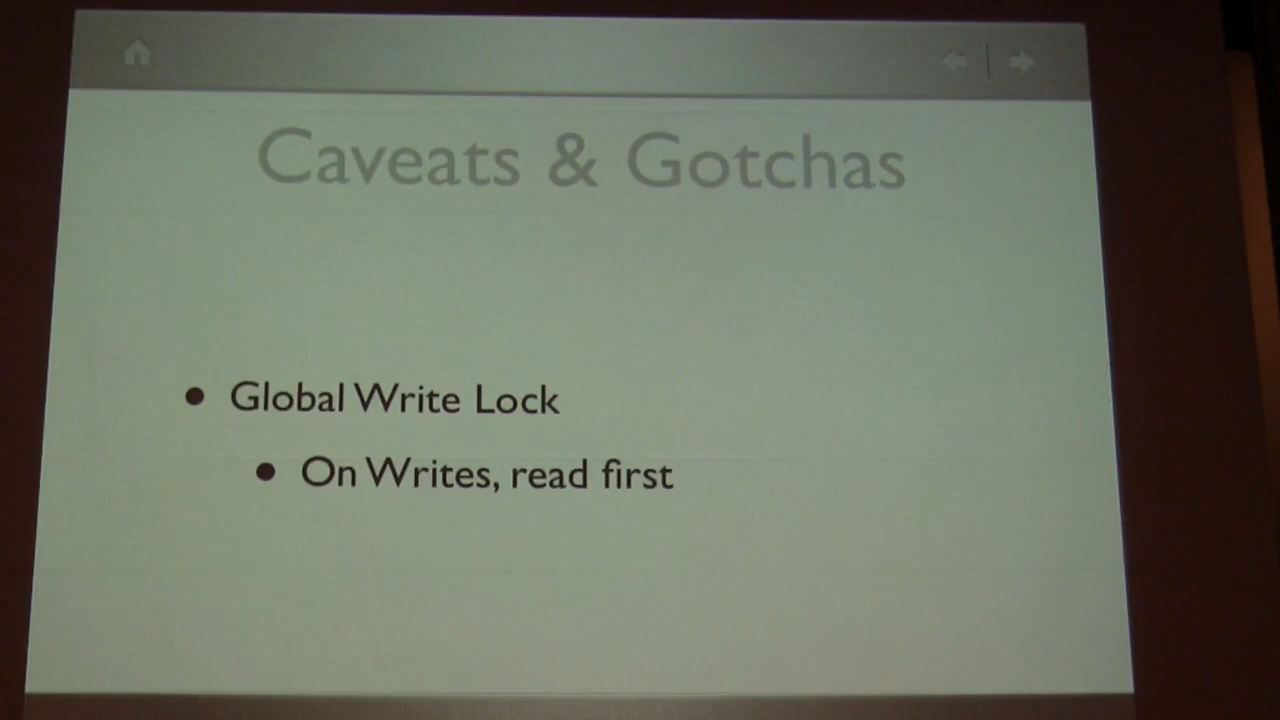 Caveats & Gotchas
• Global Write Lock
• On Writes, read first